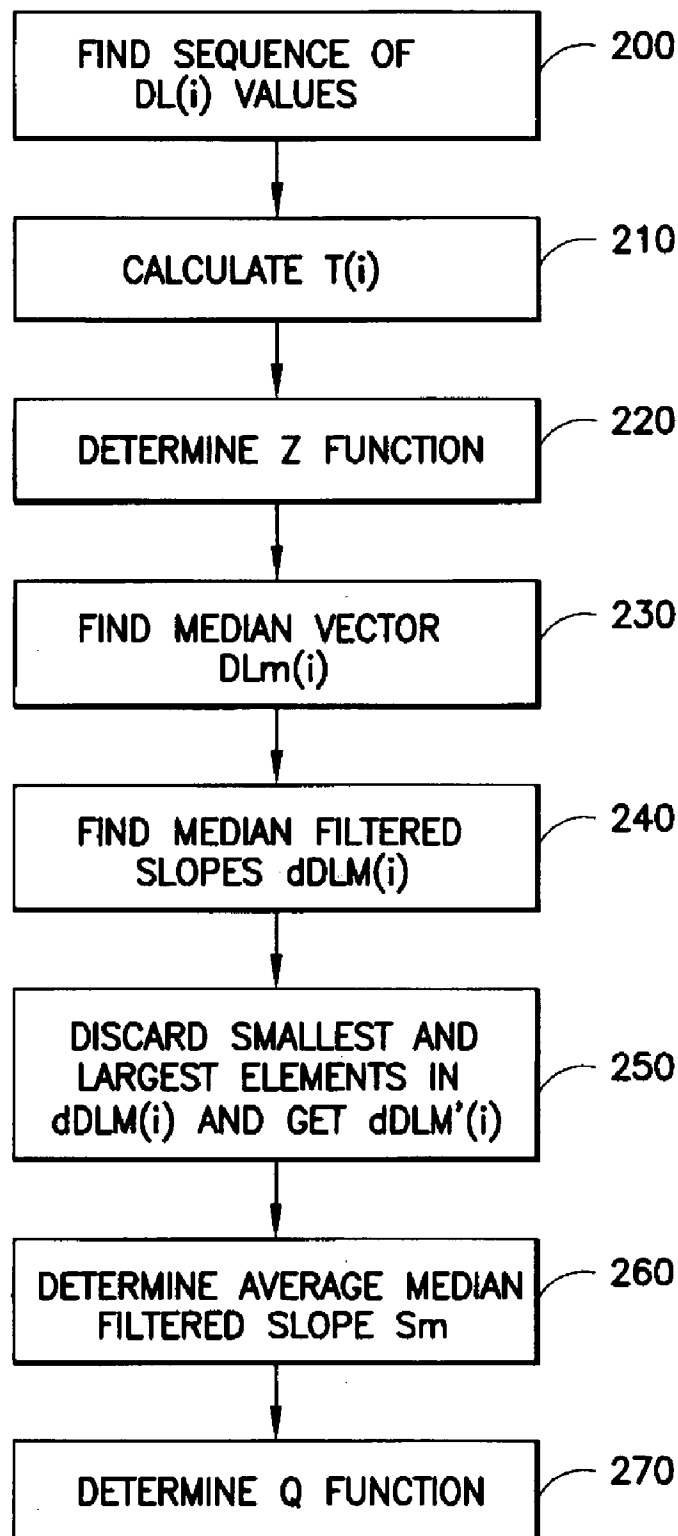 FIND SEQUENCE OF
DL(i) VALUES
200
CALCULATE T(i)
210
DETERMINE Z FUNCTION
220
FIND MEDIAN VECTOR
DLm(i)
230
FIND MEDIAN FILTERED
SLOPES dDLM(i)
240
DISCARD SMALLEST AND
LARGEST ELEMENTS IN
dDLM(i) AND GET dDLM'(i)
250
DETERMINE AVERAGE MEDIAN
FILTERED SLOPE Sm
260
DETERMINE Q FUNCTION
270